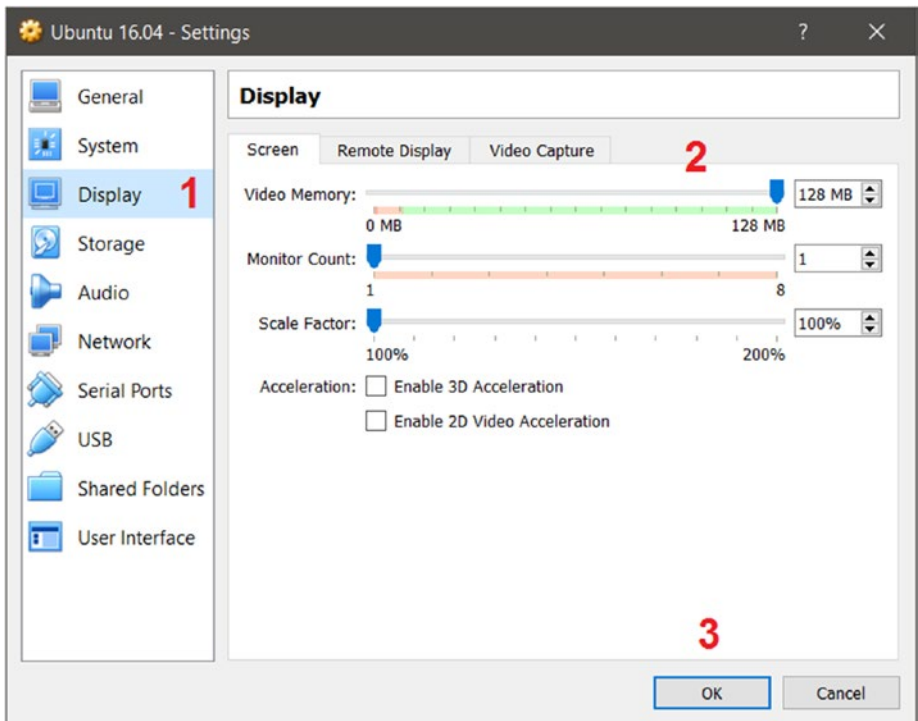 Ubuntu 16.04 - Settings ? ×
General
System
Display 1
Storage
Audio
Network
Serial Ports
USB
Shared Folders
User Interface
Display
Screen Remote Display Video Capture
2
Video Memory: 128 MB
0 MB 128 MB
Monitor Count: 1
1 8
Scale Factor: 100%
100% 200%
Acceleration: Enable 3D Acceleration
Enable 2D Video Acceleration
3
OK Cancel